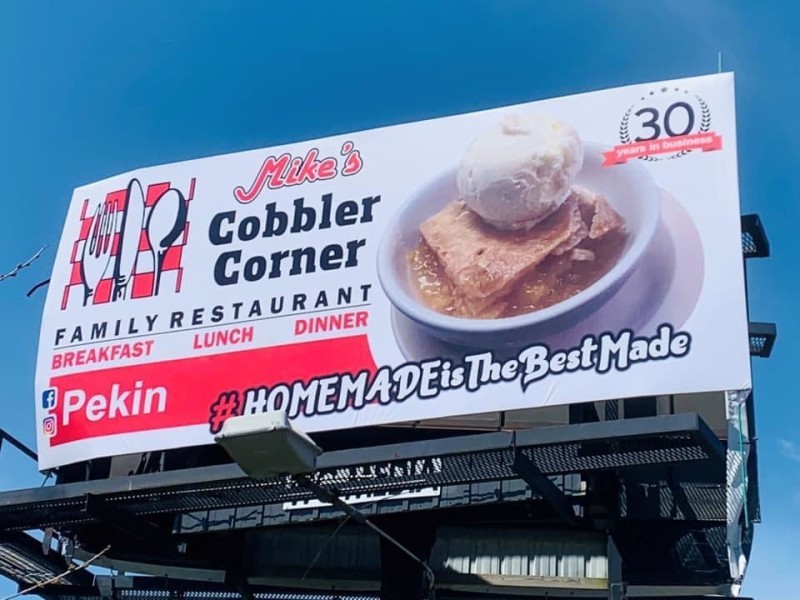 30
years in business
Mike's
Cobbler
Corner
FAMILY RESTAURANT
BREAKFAST LUNCH DINNER
Pekin
#HOMEMADEisTheBestMade